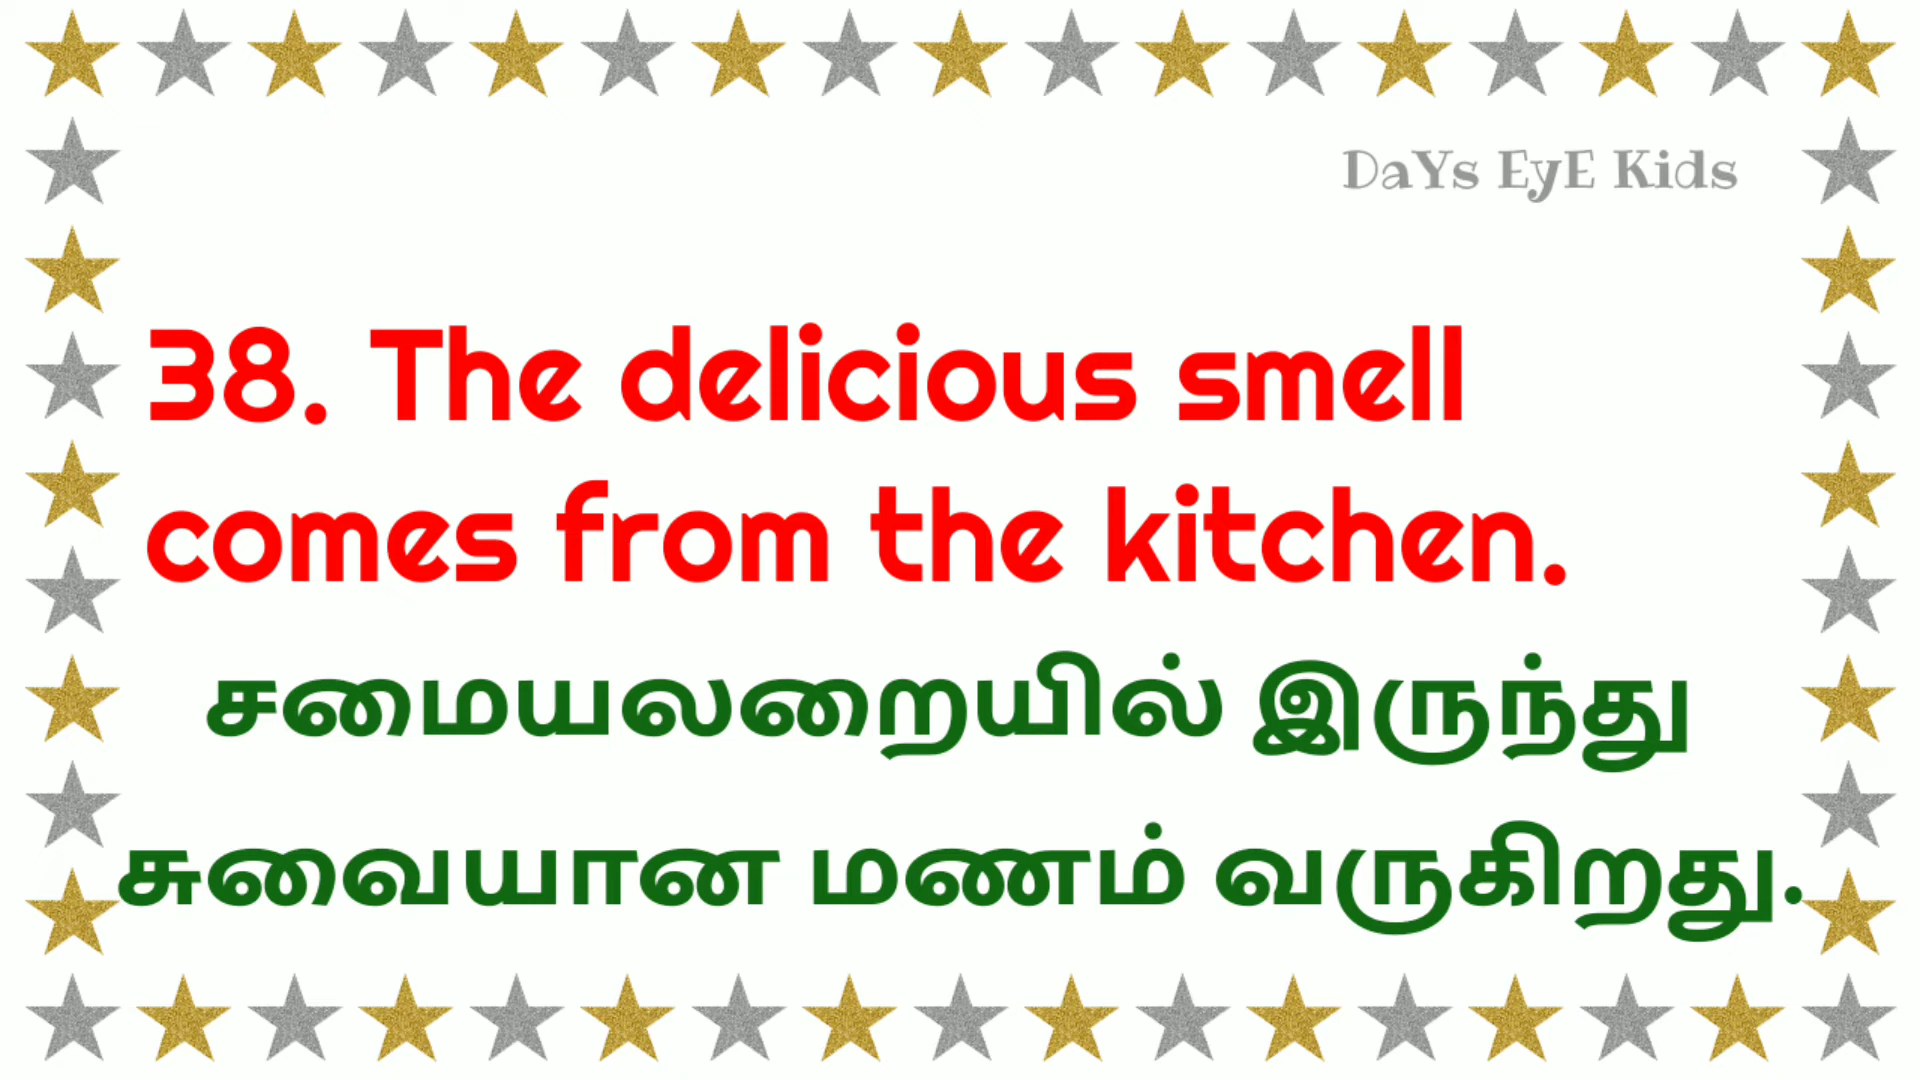 DaYs EyE Kids
38. The delicious smell
comes from the kitchen.
சமையலறையில் இருந்து
சுவையான மணம் வருகிறது.